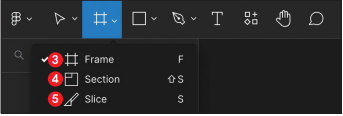 3 Frame F
4 Section ⇧S
5 Slice S